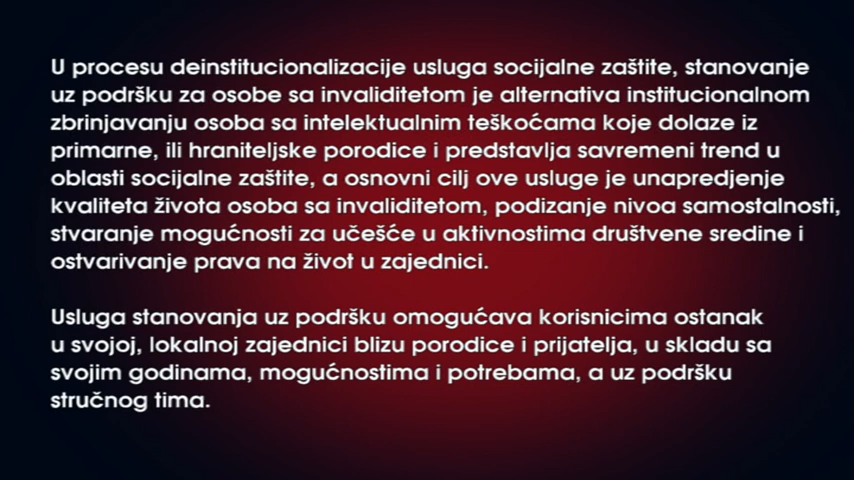 U procesu deinstitucionalizacije usluga socijalne zaštite, stanovanje
uz podršku za osobe sa invaliditetom je alternativa institucionalnom
zbrinjavanju osoba sa intelektualnim teškoćama koje dolaze iz
primarne, ili hraniteljske porodice i predstavlja savremeni trend u
oblasti socijalne zaštite, a osnovni cilj ove usluge je unapredjenje
kvaliteta života osoba sa invaliditetom, podizanje nivoa samostalnosti,
stvaranje mogućnosti za učešće u aktivnostima društvene sredine i
ostvarivanje prava na život u zajednici.
Usluga stanovanja uz podršku omogućava korisnicima ostanak
u svojoj, lokalnoj zajednici blizu porodice i prijatelja, u skladu sa
svojim godinama, mogućnostima i potrebama, a uz podršku
stručnog tima.